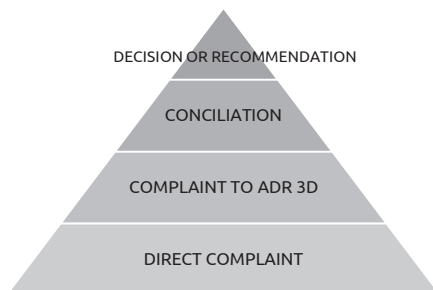 DECISION OR RECOMMENDATION
CONCILIATION
COMPLAINT TO ADR 3D
DIRECT COMPLAINT